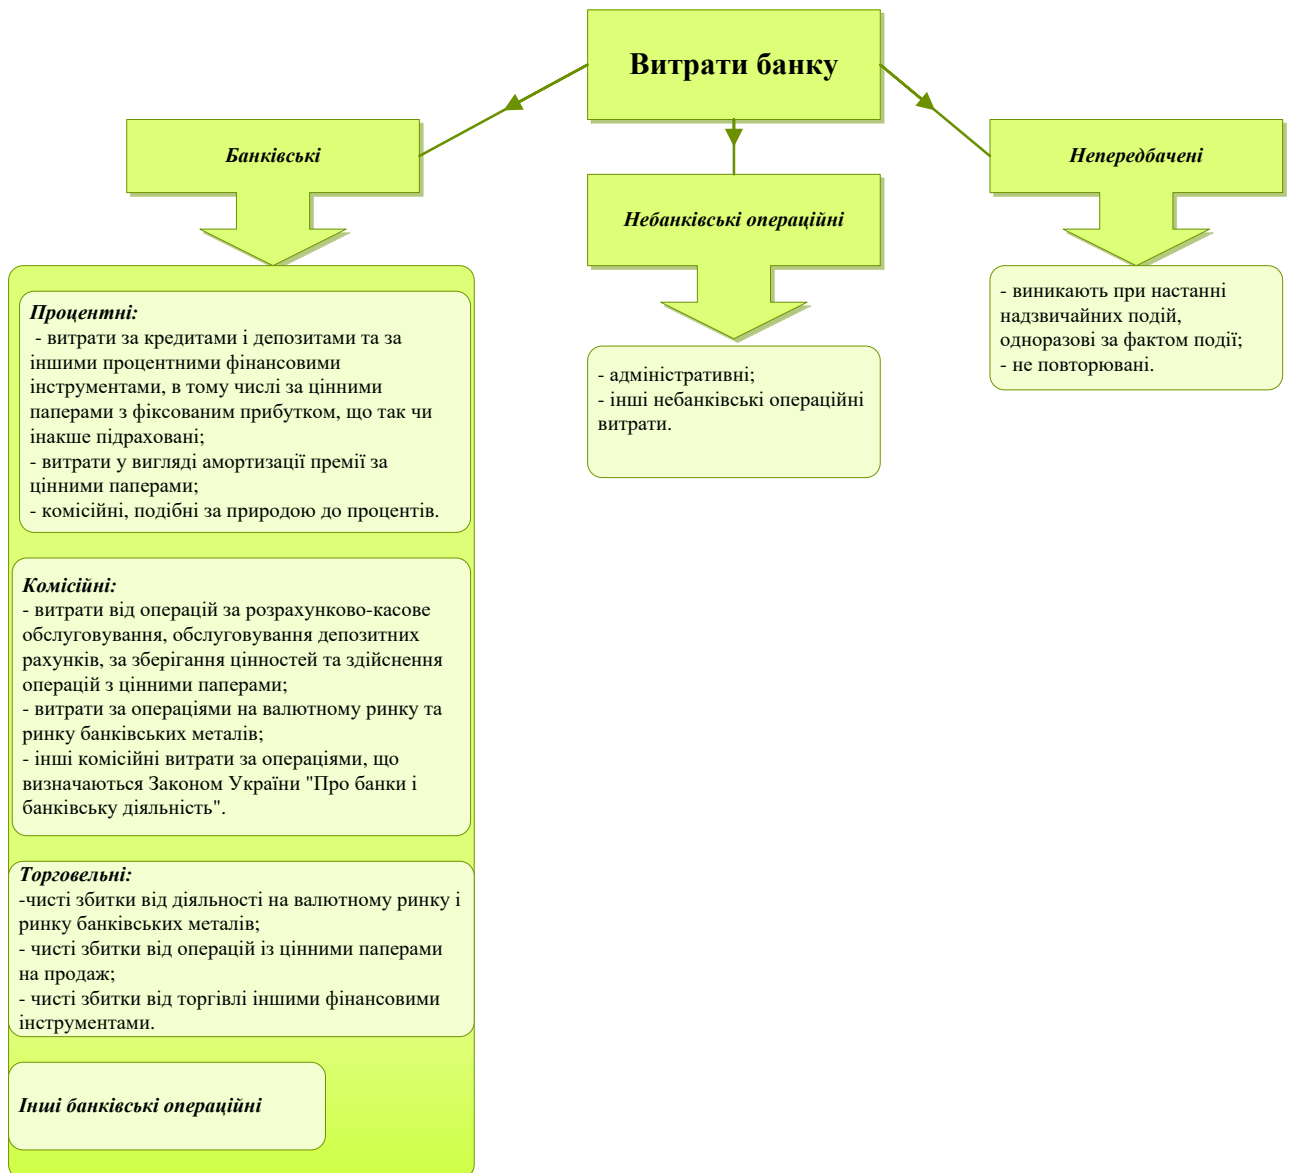 Витрати банку
Банківські
Небанківські операційні
Непередбачені
Процентні:
- витрати за кредитами і депозитами та за
іншими процентними фінансовими
інструментами, в тому числі за цінними
паперами з фіксованим прибутком, що так чи
інакше підраховані;
- витрати у вигляді амортизації премії за
цінними паперами;
- комісійні, подібні за природою до процентів.
Комісійні:
- витрати від операцій за розрахунково-касове
обслуговування, обслуговування депозитних
рахунків, за зберігання цінностей та здійснення
операцій з цінними паперами;
- витрати за операціями на валютному ринку та
ринку банківських металів;
- інші комісійні витрати за операціями, що
визначаються Законом України "Про банки і
банківську діяльність".
Торговельні:
-чисті збитки від діяльності на валютному ринку і
ринку банківських металів;
- чисті збитки від операцій із цінними паперами
на продаж;
- чисті збитки від торгівлі іншими фінансовими
інструментами.
Інші банківські операційні
- адміністративні;
- інші небанківські операційні
витрати.
- виникають при настанні
надзвичайних подій,
одноразові за фактом події;
- не повторювані.